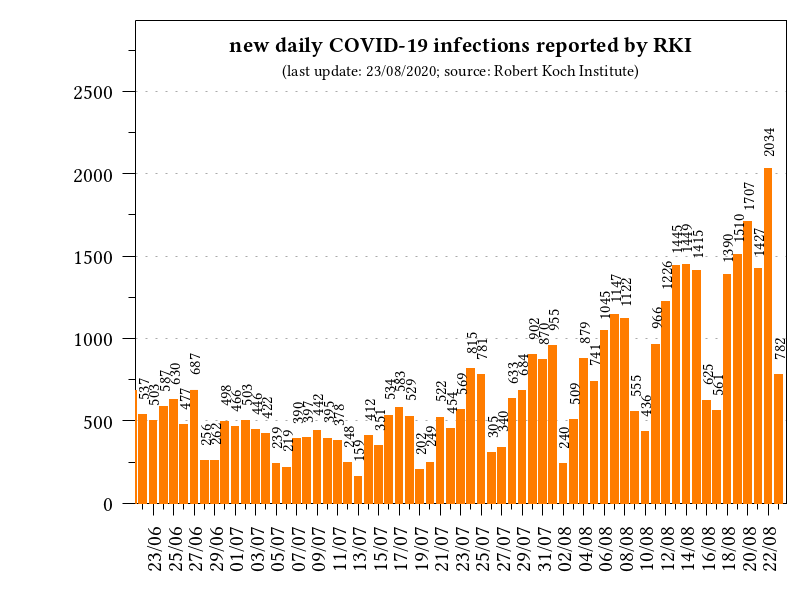 new daily COVID-19 infections reported by RKI
(last update: 23/08/2020; source: Robert Koch Institute)
2500
2000
1500
1000
500
0
537 503 587 630 477 687 256 262 498 466 503 446 422 239 219 390 397 442 395 378 248 159 412 351 534 583 529 202 249 522 454 569 815 781 305 340 633 684 902 870 955 240 509 879 741 1045 1147 1122 555 436 966 1226 1445 1449 1415 625 561 1390 1510 1707 1427 2034 782
23/06 25/06 27/06 29/06 01/07 03/07 05/07 07/07 09/07 11/07 13/07 15/07 17/07 19/07 21/07 23/07 25/07 27/07 29/07 31/07 02/08 04/08 06/08 08/08 10/08 12/08 14/08 16/08 18/08 20/08 22/08